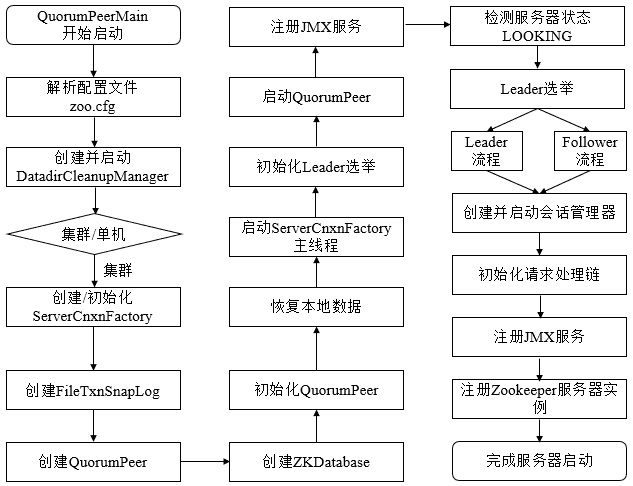 QuorumPeerMain
开始启动
解析配置文件
zoo.cfg
创建并启动
DatadirCleanupManager
集群/单机
集群
创建/初始化
ServerCnxnFactory
创建FileTxnSnapLog
创建QuorumPeer
创建ZKDatabase
初始化QuorumPeer
恢复本地数据
启动ServerCnxnFactory
主线程
初始化Leader选举
启动QuorumPeer
注册JMX服务
检测服务器状态
LOOKING
Leader选举
Leader
流程
Follower
流程
创建并启动会话管理器
初始化请求处理链
注册JMX服务
注册Zookeeper服务器实
例
完成服务器启动